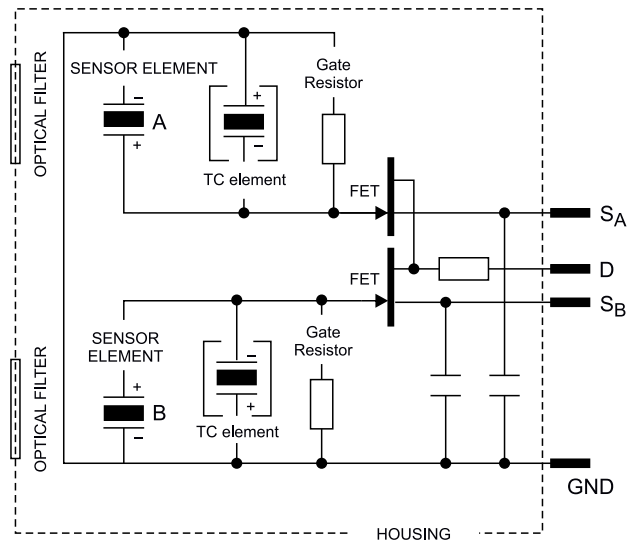 OPTICAL FILTER
SENSOR ELEMENT
−
A
+
+
−
TC element
Gate
Resistor
FET
S_A
D
S_B
FET
OPTICAL FILTER
SENSOR
ELEMENT
+
B
−
−
+
TC element
Gate
Resistor
GND
HOUSING